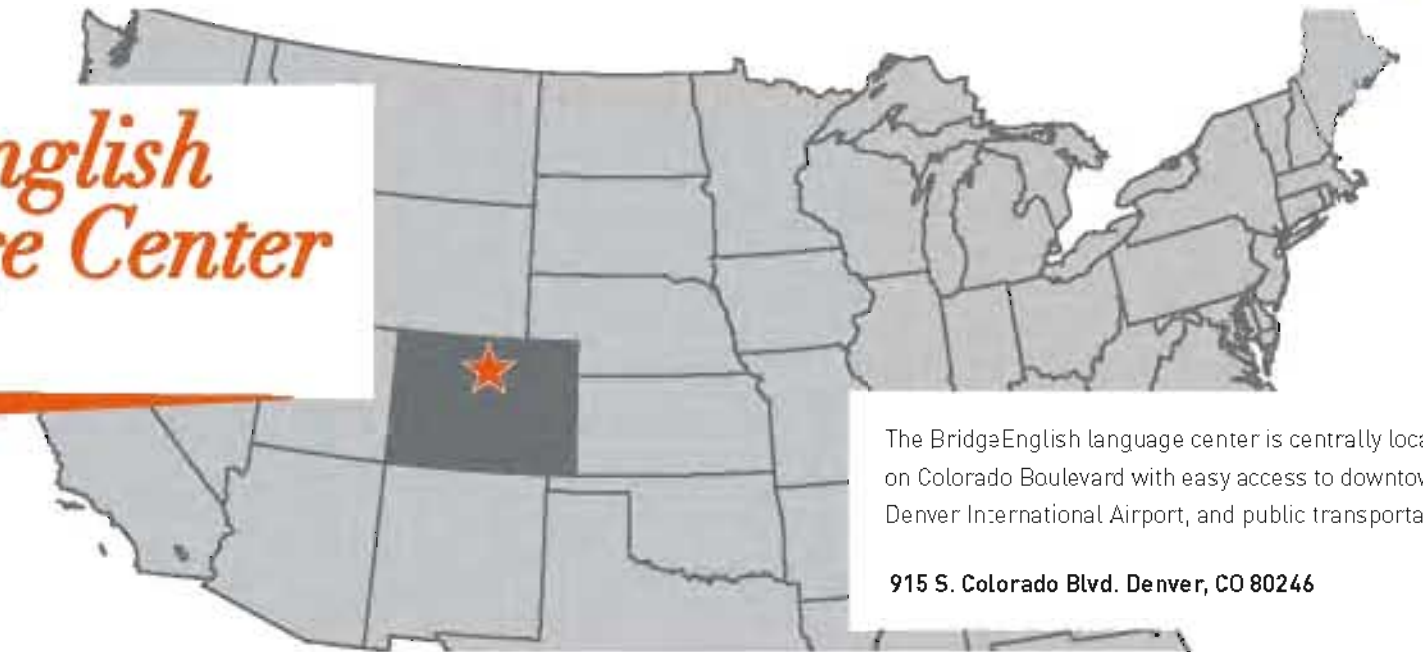 nglish
e Center
The BridgeEnglish language center is centrally loca
on Colorado Boulevard with easy access to downtow
Denver International Airport, and public transporta
915 S. Colorado Blvd. Denver, CO 80246